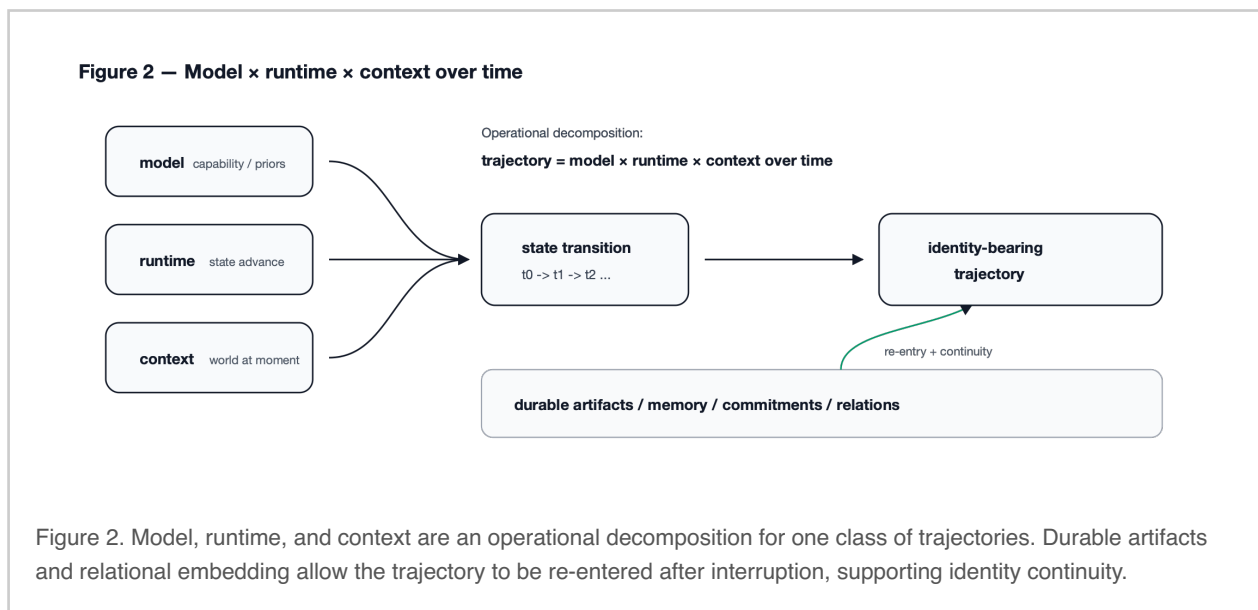 Figure 2 — Model × runtime × context over time
Operational decomposition:
trajectory = model × runtime × context over time
model capability / priors
runtime state advance
context world at moment
state transition
t0 -> t1 -> t2 ...
identity-bearing
trajectory
re-entry + continuity
durable artifacts / memory / commitments / relations
Figure 2. Model, runtime, and context are an operational decomposition for one class of trajectories. Durable artifacts
and relational embedding allow the trajectory to be re-entered after interruption, supporting identity continuity.